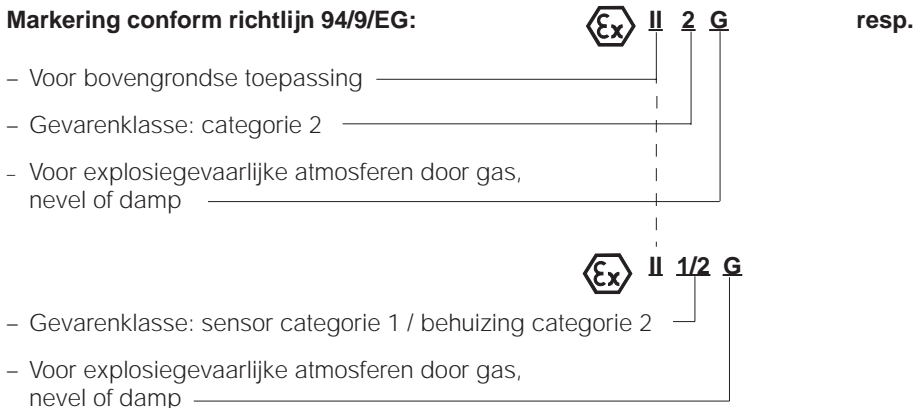 Markering conform richtlijn 94/9/EG: Ex II 2 G resp.
– Voor bovengrondse toepassing
– Gevarenklasse: categorie 2
– Voor explosiegevaarlijke atmosferen door gas,
nevel of damp
Ex II 1/2 G
– Gevarenklasse: sensor categorie 1 / behuizing categorie 2
– Voor explosiegevaarlijke atmosferen door gas,
nevel of damp